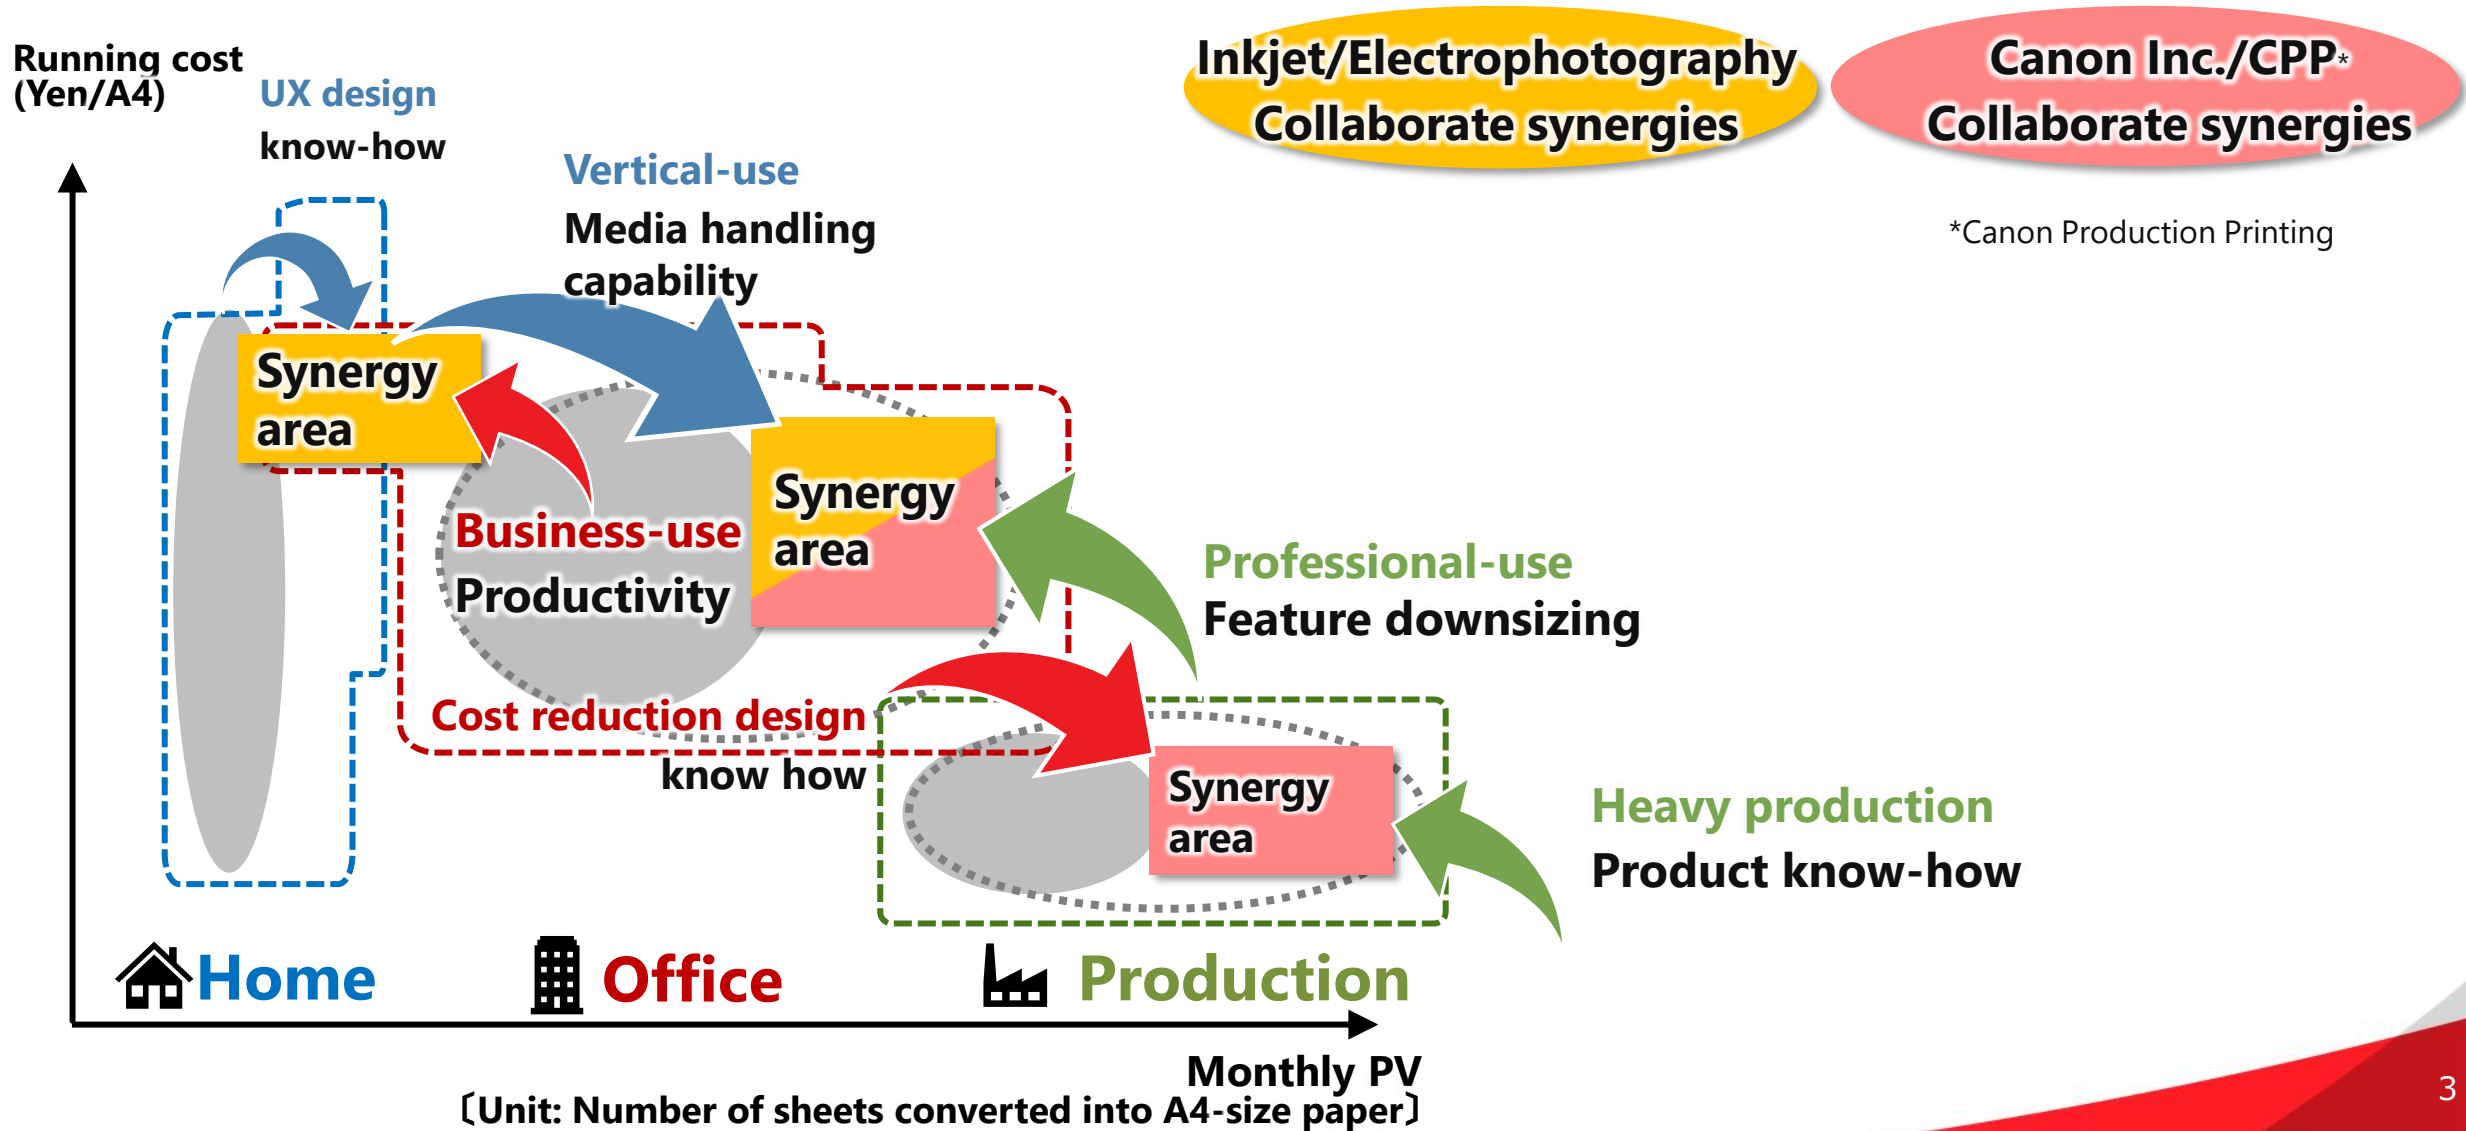 Running cost
(Yen/A4)
UX design
know-how
Vertical-use
Media handling
capability
Inkjet/Electrophotography
Collaborate synergies
Canon Inc./CPP*
Collaborate synergies
*Canon Production Printing
Synergy
area
Synergy
area
Business-use
Productivity
Professional-use
Feature downsizing
Cost reduction design
know how
Synergy
area
Heavy production
Product know-how
Home
Office
Production
Monthly PV
〔Unit: Number of sheets converted into A4-size paper〕
3